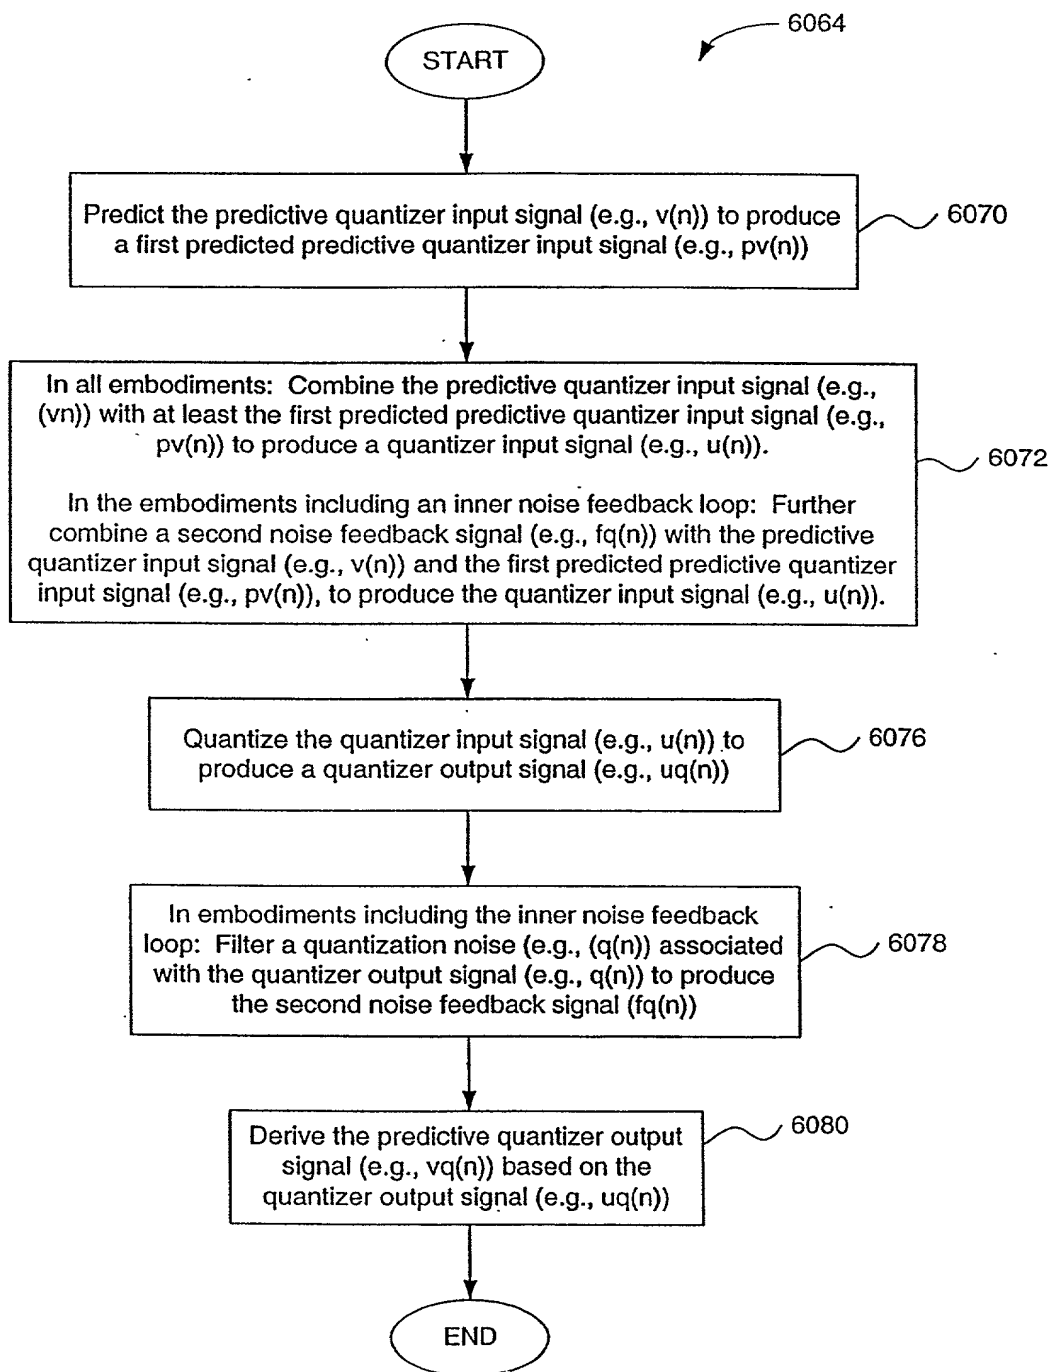 6064
START
Predict the predictive quantizer input signal (e.g., v(n)) to produce
a first predicted predictive quantizer input signal (e.g., pv(n))
6070
In all embodiments: Combine the predictive quantizer input signal (e.g.,
(vn)) with at least the first predicted predictive quantizer input signal (e.g.,
pv(n)) to produce a quantizer input signal (e.g., u(n)).
6072
In the embodiments including an inner noise feedback loop: Further
combine a second noise feedback signal (e.g., fq(n)) with the predictive
quantizer input signal (e.g., v(n)) and the first predicted predictive quantizer
input signal (e.g., pv(n)), to produce the quantizer input signal (e.g., u(n)).
Quantize the quantizer input signal (e.g., u(n)) to
produce a quantizer output signal (e.g., uq(n))
6076
In embodiments including the inner noise feedback
loop: Filter a quantization noise (e.g., (q(n)) associated
with the quantizer output signal (e.g., q(n)) to produce
the second noise feedback signal (fq(n))
6078
Derive the predictive quantizer output
signal (e.g., vq(n)) based on the
quantizer output signal (e.g., uq(n))
6080
END